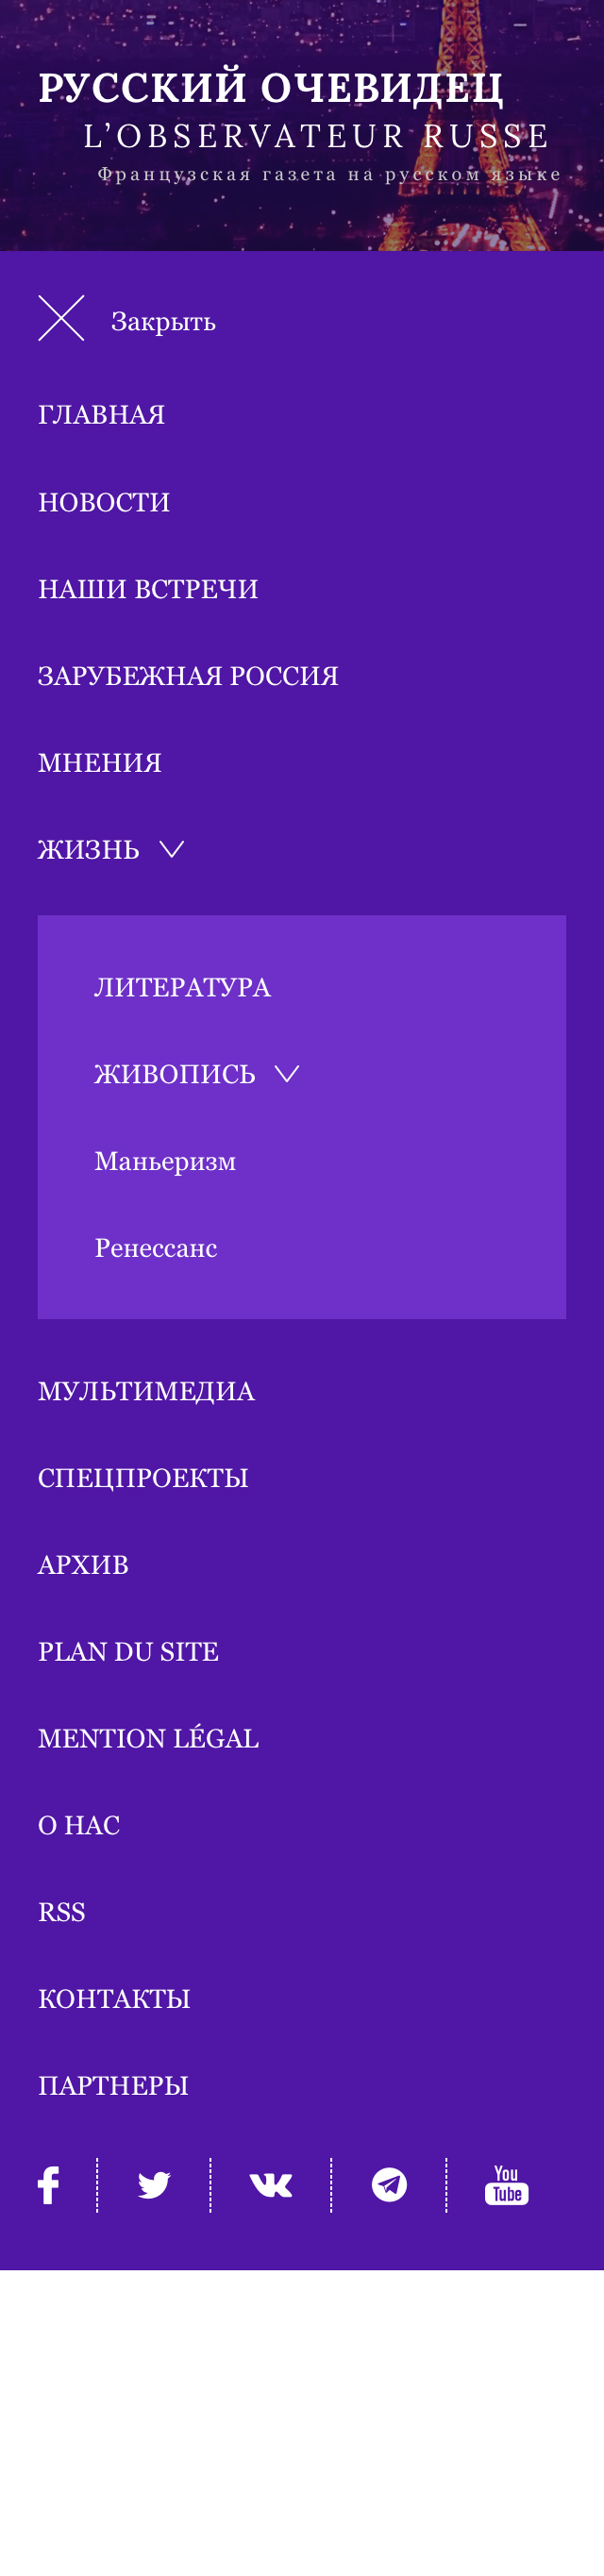 РУССКИЙ ОЧЕВИДЕЦ
L’OBSERVATEUR RUSSE
Французская газета на русском языке
Закрыть
ГЛАВНАЯ
НОВОСТИ
НАШИ ВСТРЕЧИ
ЗАРУБЕЖНАЯ РОССИЯ
МНЕНИЯ
ЖИЗНЬ
ЛИТЕРАТУРА
ЖИВОПИСЬ
Маньеризм
Ренессанс
МУЛЬТИМЕДИА
СПЕЦПРОЕКТЫ
АРХИВ
PLAN DU SITE
MENTION LÉGAL
О НАС
RSS
КОНТАКТЫ
ПАРТНЕРЫ
You
Tube